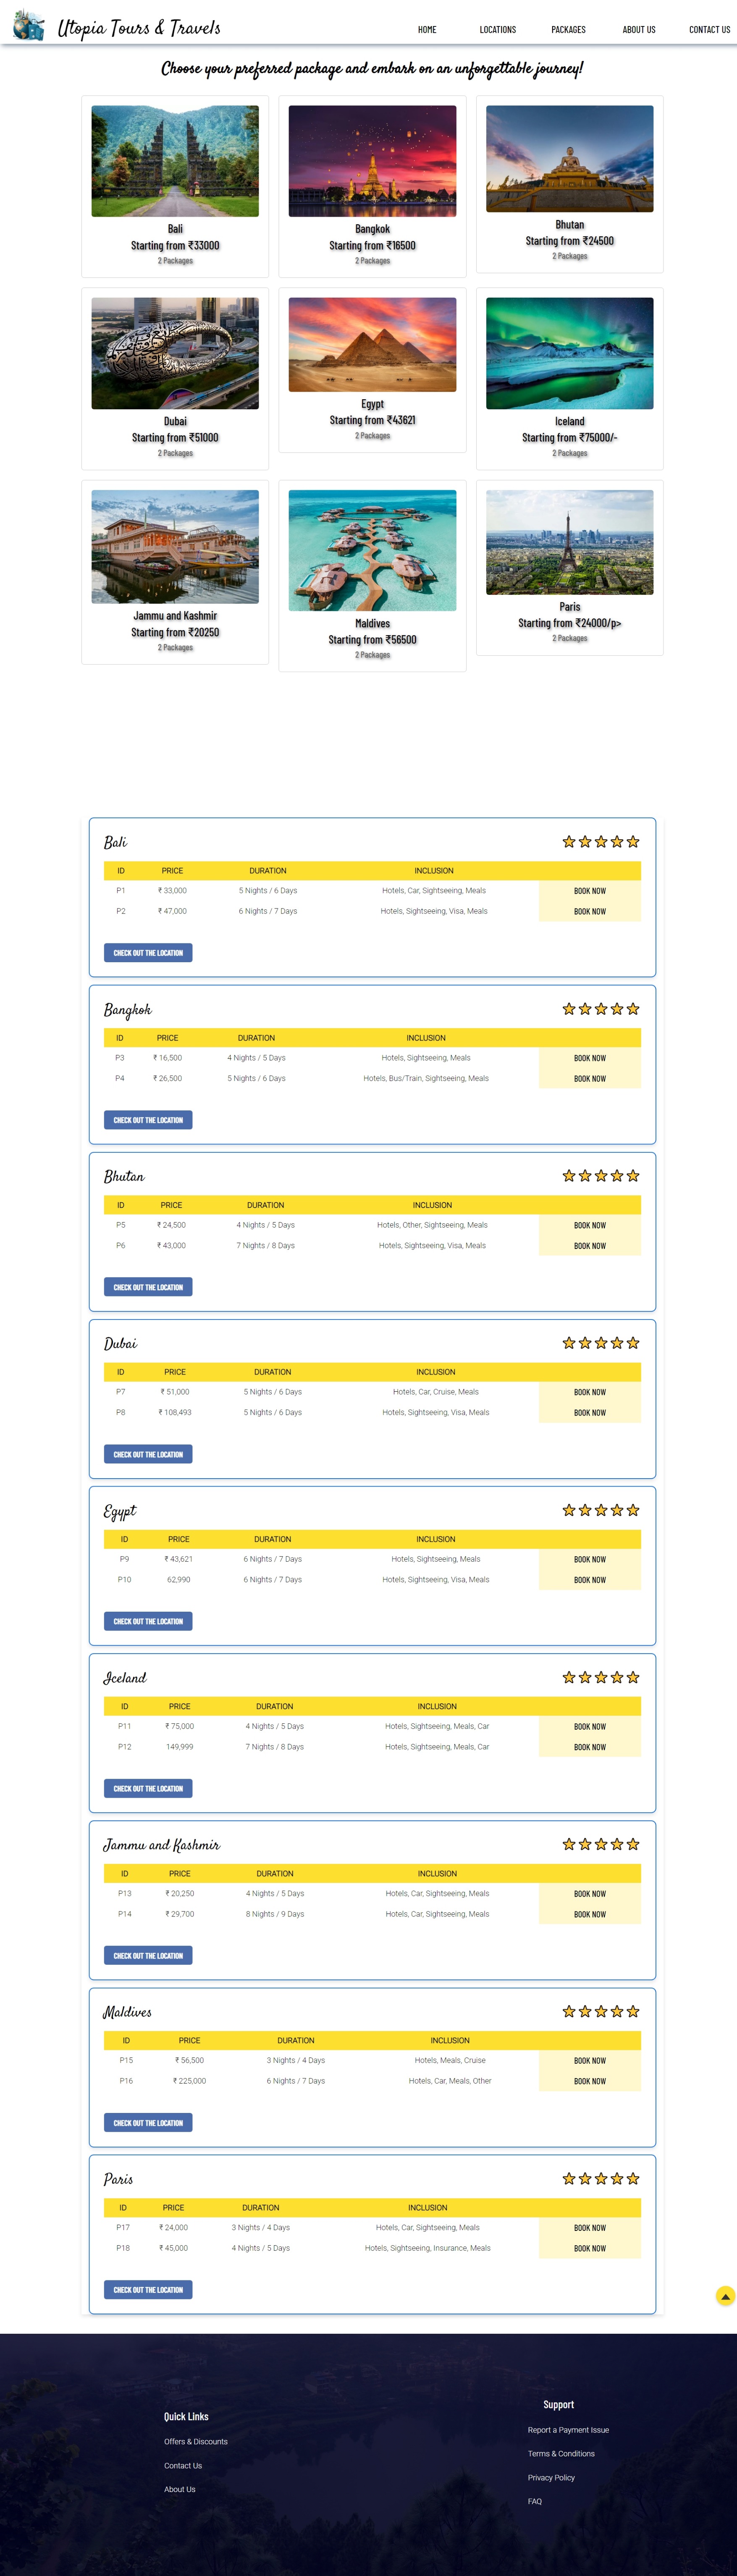 Utopia Tours & Travels
HOME LOCATIONS PACKAGES ABOUT US CONTACT US
Choose your preferred package and embark on an unforgettable journey!
Bali
Starting from ₹33000
2 Packages
Bangkok
Starting from ₹16500
2 Packages
Bhutan
Starting from ₹24500
2 Packages
Dubai
Starting from ₹51000
2 Packages
Egypt
Starting from ₹43621
2 Packages
Iceland
Starting from ₹75000/-
2 Packages
Jammu and Kashmir
Starting from ₹20250
2 Packages
Maldives
Starting from ₹56500
2 Packages
Paris
Starting from ₹24000/p>
2 Packages
Bali
ID PRICE DURATION INCLUSION
P1 ₹ 33,000 5 Nights / 6 Days Hotels, Car, Sightseeing, Meals BOOK NOW
P2 ₹ 47,000 6 Nights / 7 Days Hotels, Sightseeing, Visa, Meals BOOK NOW
CHECK OUT THE LOCATION
Bangkok
ID PRICE DURATION INCLUSION
P3 ₹ 16,500 4 Nights / 5 Days Hotels, Sightseeing, Meals BOOK NOW
P4 ₹ 26,500 5 Nights / 6 Days Hotels, Bus/Train, Sightseeing, Meals BOOK NOW
CHECK OUT THE LOCATION
Bhutan
ID PRICE DURATION INCLUSION
P5 ₹ 24,500 4 Nights / 5 Days Hotels, Other, Sightseeing, Meals BOOK NOW
P6 ₹ 43,000 7 Nights / 8 Days Hotels, Sightseeing, Visa, Meals BOOK NOW
CHECK OUT THE LOCATION
Dubai
ID PRICE DURATION INCLUSION
P7 ₹ 51,000 5 Nights / 6 Days Hotels, Car, Cruise, Meals BOOK NOW
P8 ₹ 108,493 5 Nights / 6 Days Hotels, Sightseeing, Visa, Meals BOOK NOW
CHECK OUT THE LOCATION
Egypt
ID PRICE DURATION INCLUSION
P9 ₹ 43,621 6 Nights / 7 Days Hotels, Sightseeing, Meals BOOK NOW
P10 62,990 6 Nights / 7 Days Hotels, Sightseeing, Visa, Meals BOOK NOW
CHECK OUT THE LOCATION
Iceland
ID PRICE DURATION INCLUSION
P11 ₹ 75,000 4 Nights / 5 Days Hotels, Sightseeing, Meals, Car BOOK NOW
P12 149,999 7 Nights / 8 Days Hotels, Sightseeing, Meals, Car BOOK NOW
CHECK OUT THE LOCATION
Jammu and Kashmir
ID PRICE DURATION INCLUSION
P13 ₹ 20,250 4 Nights / 5 Days Hotels, Car, Sightseeing, Meals BOOK NOW
P14 ₹ 29,700 8 Nights / 9 Days Hotels, Car, Sightseeing, Meals BOOK NOW
CHECK OUT THE LOCATION
Maldives
ID PRICE DURATION INCLUSION
P15 ₹ 56,500 3 Nights / 4 Days Hotels, Meals, Cruise BOOK NOW
P16 ₹ 225,000 6 Nights / 7 Days Hotels, Car, Meals, Other BOOK NOW
CHECK OUT THE LOCATION
Paris
ID PRICE DURATION INCLUSION
P17 ₹ 24,000 3 Nights / 4 Days Hotels, Car, Sightseeing, Meals BOOK NOW
P18 ₹ 45,000 4 Nights / 5 Days Hotels, Sightseeing, Insurance, Meals BOOK NOW
CHECK OUT THE LOCATION
Quick Links
Offers & Discounts
Contact Us
About Us
Support
Report a Payment Issue
Terms & Conditions
Privacy Policy
FAQ